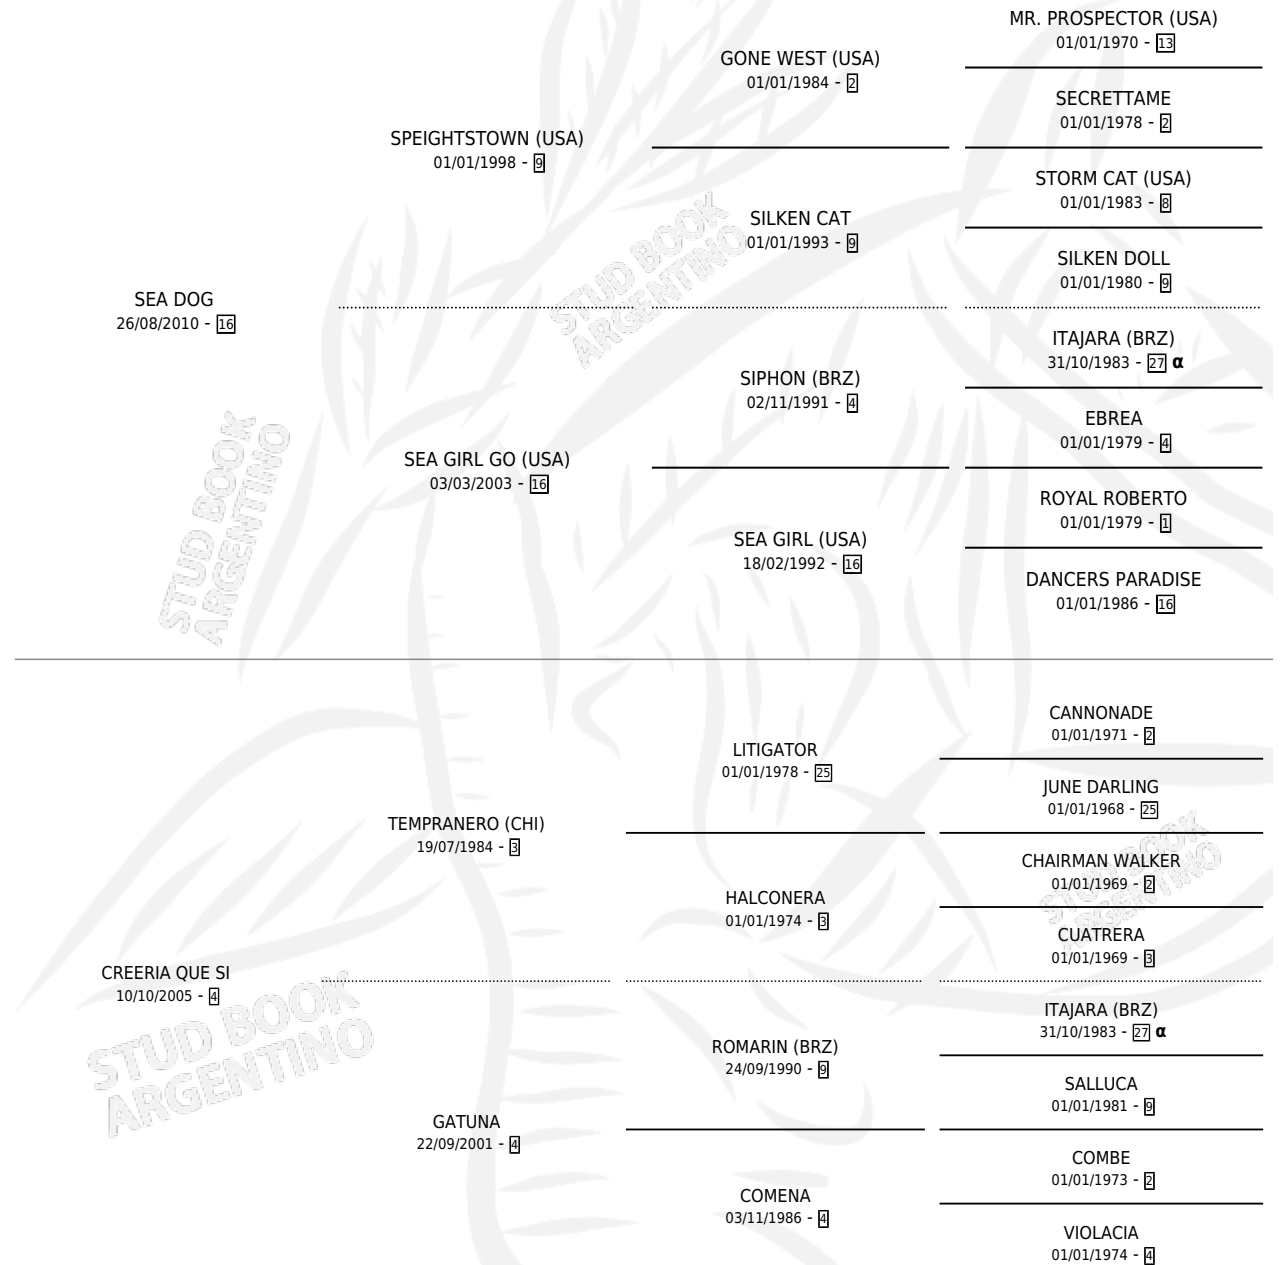 MR. PROSPECTOR (USA)
01/01/1970 - 13
GONE WEST (USA)
01/01/1984 - 2
SECRETTAME
01/01/1978 - 2
SPEIGHTSTOWN (USA)
01/01/1998 - 9
STORM CAT (USA)
01/01/1983 - 8
SILKEN CAT
01/01/1993 - 9
SILKEN DOLL
01/01/1980 - 9
STUD BOOK
ARGENTINO
SEA DOG
26/08/2010 - 16
ITAJARA (BRZ)
31/10/1983 - 27 α
SIPHON (BRZ)
02/11/1991 - 4
EBREA
01/01/1979 - 4
SEA GIRL GO (USA)
03/03/2003 - 16
ROYAL ROBERTO
01/01/1979 - 1
SEA GIRL (USA)
18/02/1992 - 16
DANCERS PARADISE
01/01/1986 - 16
STUD BOOK
ARGENTINO
CANNONADE
01/01/1971 - 2
LITIGATOR
01/01/1978 - 25
JUNE DARLING
01/01/1968 - 25
TEMPRANERO (CHI)
19/07/1984 - 3
CHAIRMAN WALKER
01/01/1969 - 2
HALCONERA
01/01/1974 - 3
CUATRERA
01/01/1969 - 3
STUD BOOK
ARGENTINO
CREERIA QUE SI
10/10/2005 - 4
STUD BOOK
ARGENTINO
ITAJARA (BRZ)
31/10/1983 - 27 α
ROMARIN (BRZ)
24/09/1990 - 9
SALLUCA
01/01/1981 - 9
GATUNA
22/09/2001 - 4
COMBE
01/01/1973 - 2
COMENA
03/11/1986 - 4
VIOLACIA
01/01/1974 - 4